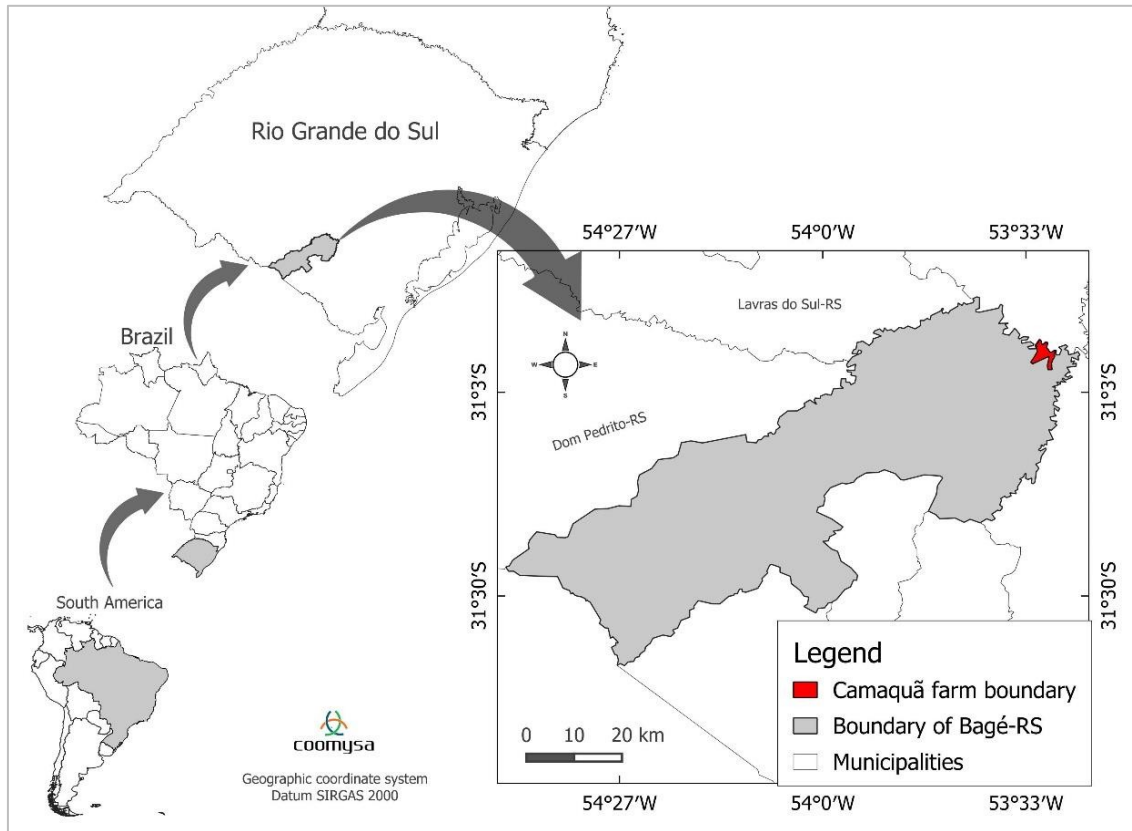 Rio Grande do Sul
Brazil
South America
coomysa
Geographic coordinate system
Datum SIRGAS 2000
54°27'W
54°0'W
53°33'W
31°3'S
31°30'S
Lavras do Sul-RS
N
W
E
S
Dom Pedrito-RS
31°3'S
31°30'S
0 10 20 km
Legend
Camaquã farm boundary
Boundary of Bagé-RS
Municipalities
54°27'W
54°0'W
53°33'W